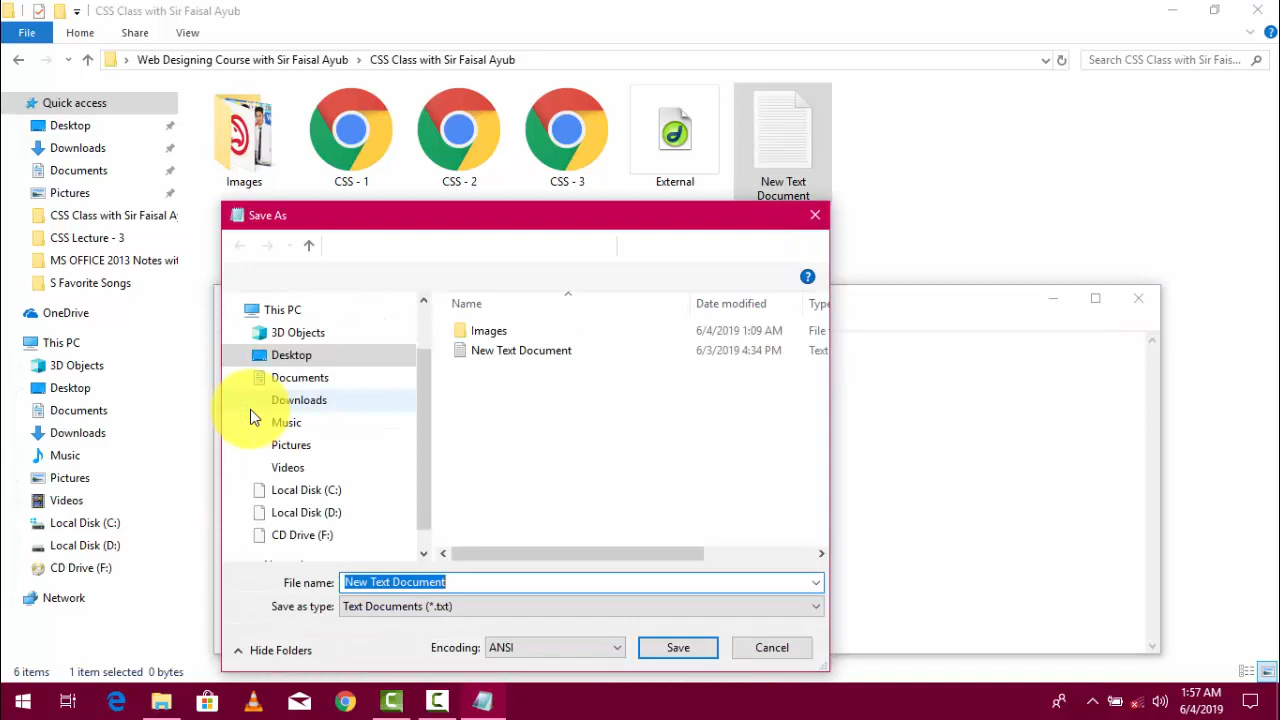 CSS Class with Sir Faisal Ayub
File
Home
Share
View
Web Designing Course with Sir Faisal Ayub
CSS Class with Sir Faisal Ayub
Search CSS Class with Sir Fais...
Quick access
Desktop
Downloads
Documents
Pictures
CSS Class with Sir Faisal Ay
CSS Lecture - 3
MS OFFICE 2013 Notes wit
S Favorite Songs
OneDrive
This PC
3D Objects
Desktop
Documents
Downloads
Music
Pictures
Videos
Local Disk (C:)
Local Disk (D:)
CD Drive (F:)
Network
Images
CSS - 1
CSS - 2
CSS - 3
External
New Text
Document
Save As
This PC
3D Objects
Desktop
Documents
Downloads
Music
Pictures
Videos
Local Disk (C:)
Local Disk (D:)
CD Drive (F:)
Name
Date modified
Type
Images
6/4/2019 1:09 AM
File
New Text Document
6/3/2019 4:34 PM
Text
File name:
New Text Document
Save as type:
Text Documents (*.txt)
Hide Folders
Encoding:
ANSI
Save
Cancel
6 items
1 item selected 0 bytes
1:57 AM
6/4/2019